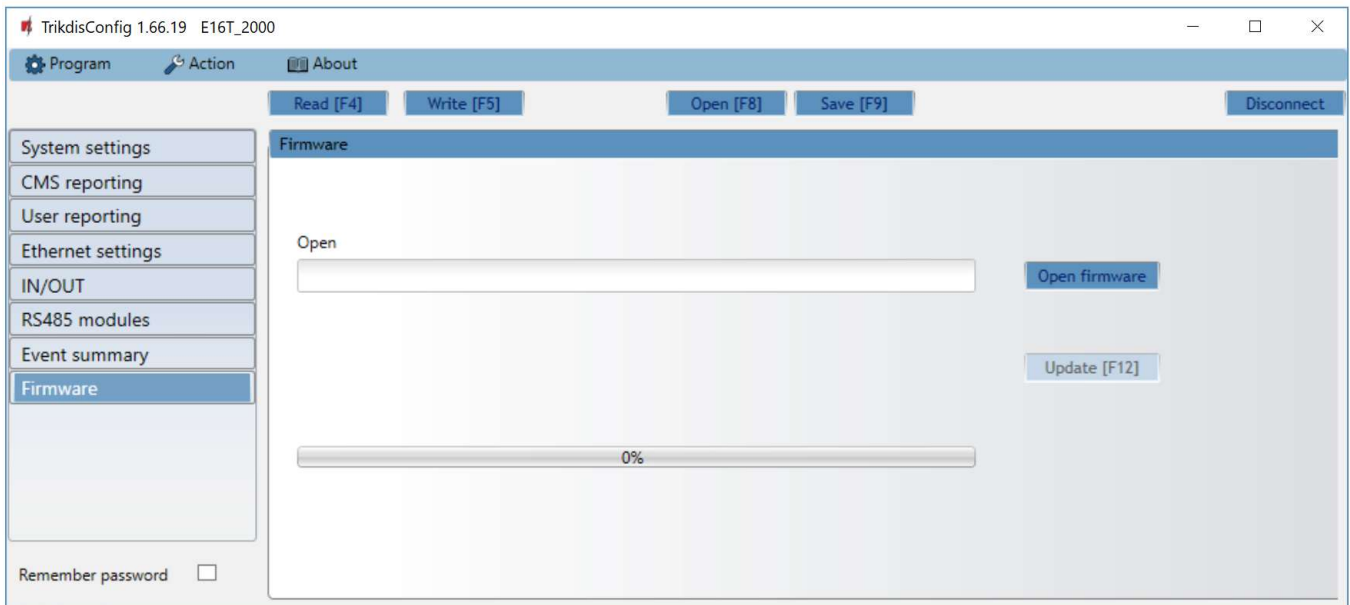 TrikdisConfig 1.66.19 E16T_2000
Program Action About
Read [F4] Write [F5] Open [F8] Save [F9] Disconnect
System settings
CMS reporting
User reporting
Ethernet settings
IN/OUT
RS485 modules
Event summary
Firmware
Remember password
Firmware
Open
Open firmware
Update [F12]
0%